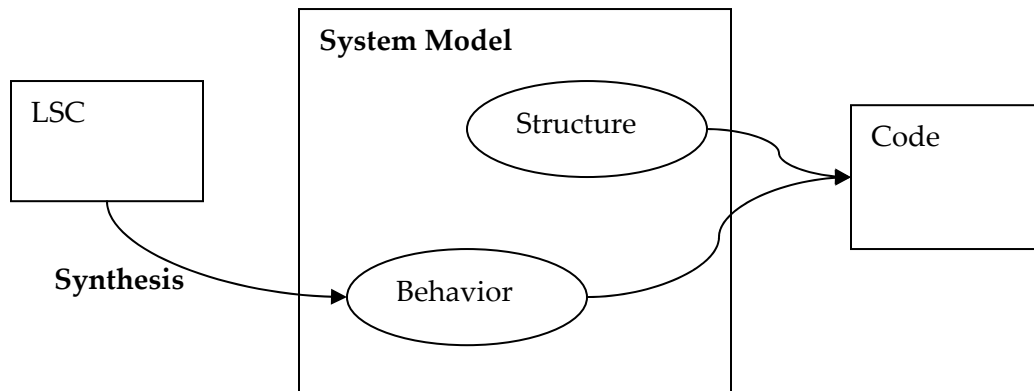 System Model
LSC
Structure
Code
Synthesis
Behavior